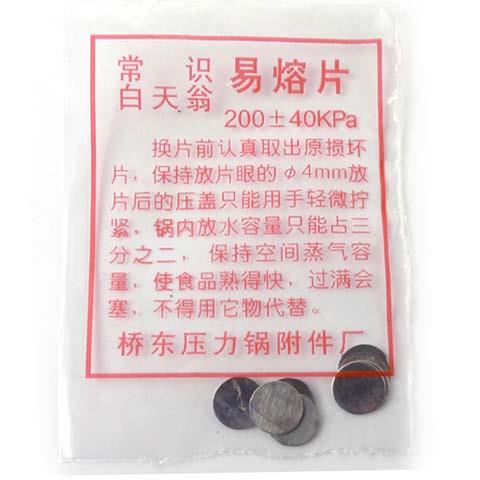 常 识 易熔片
白天翁 200±40KPa
换片前认真取出原损坏
片，保持放片眼的φ4mm放
片后的压盖只能用手轻微拧
紧，锅内放水容量只能占三
分之二，保持空间蒸气容
量，使食品熟得快，过满会
塞，不得用它物代替。
桥东压力锅附件厂